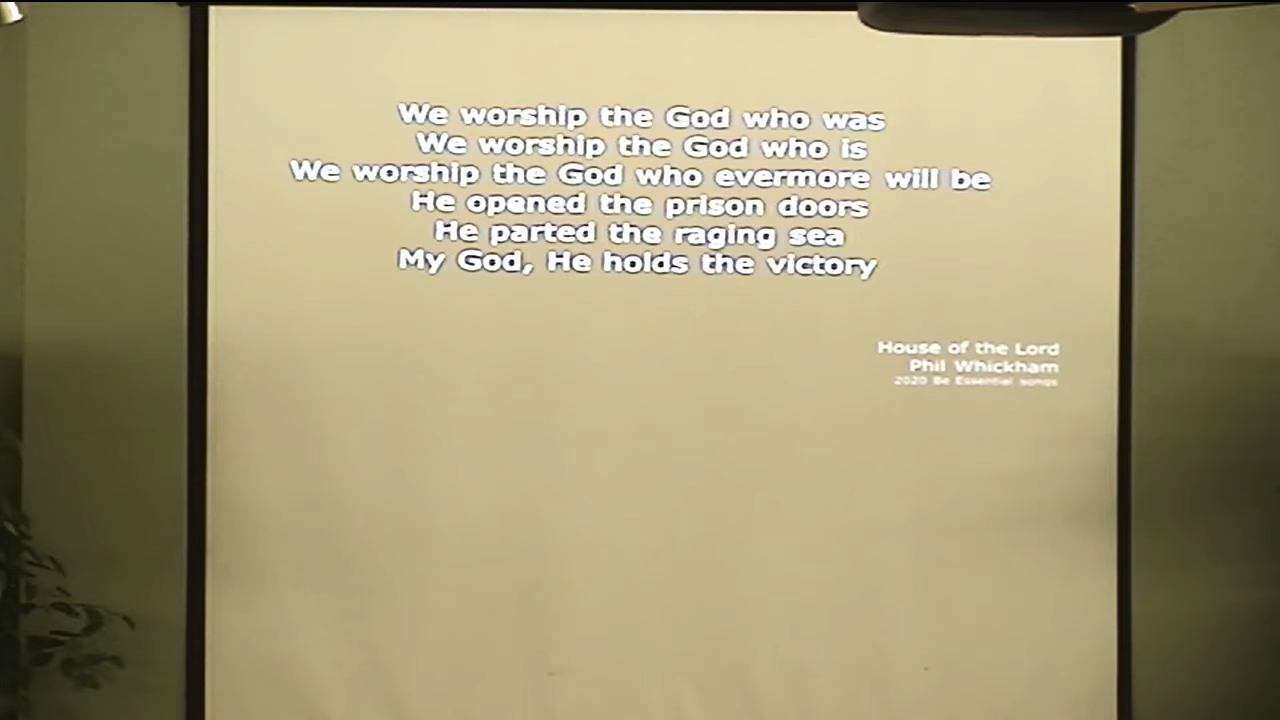 We worship the God who was
We worship the God who is
We worship the God who evermore will be
He opened the prison doors
He parted the raging sea
My God, He holds the victory
House of the Lord
Phil Whickham
2020 Be Essential songs